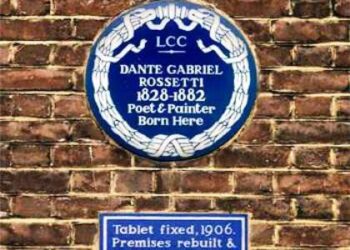 LCC
DANTE GABRIEL
ROSSETTI
1828-1882
Poet & Painter
Born Here
Tablet fixed, 1906.
Premises rebuilt &